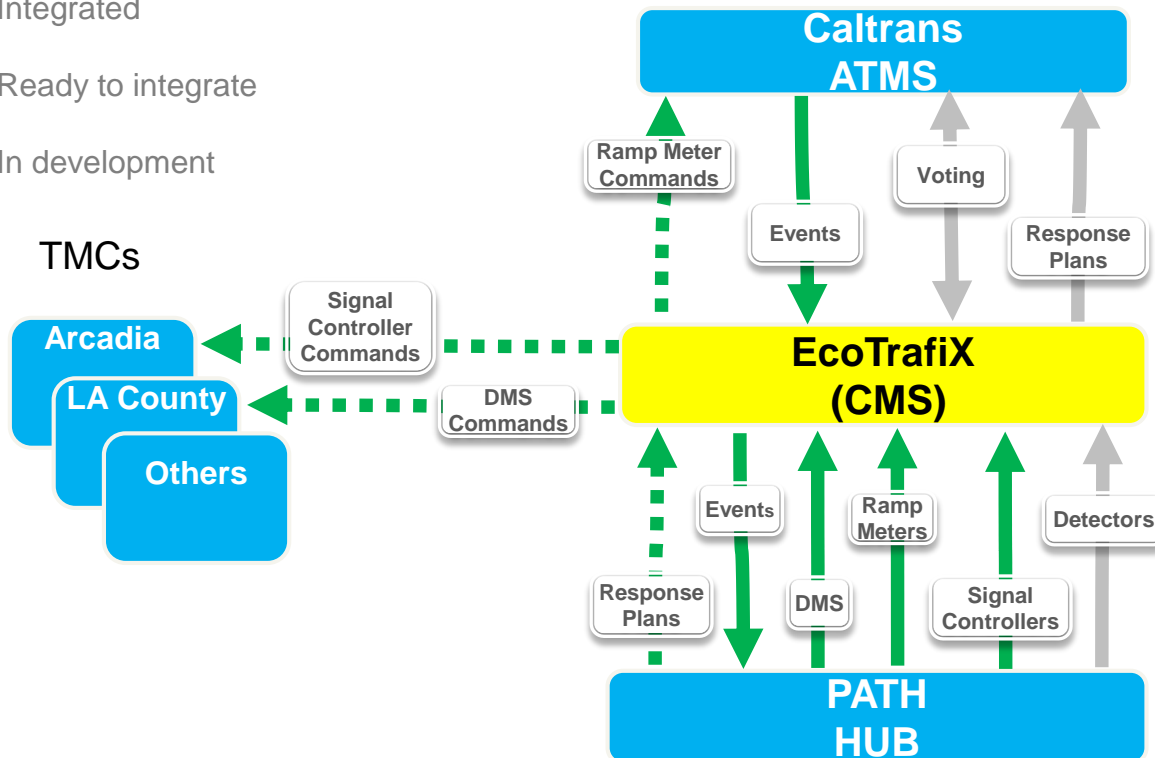 Integrated
Ready to integrate
In development
TMCs
Caltrans
ATMS
Ramp Meter
Commands
Events
Voting
Response
Plans
Signal
Controller
Commands
DMS
Commands
Arcadia
LA County
Others
EcoTrafiX
(CMS)
Response
Plans
Events
DMS
Ramp
Meters
Signal
Controllers
Detectors
PATH
HUB